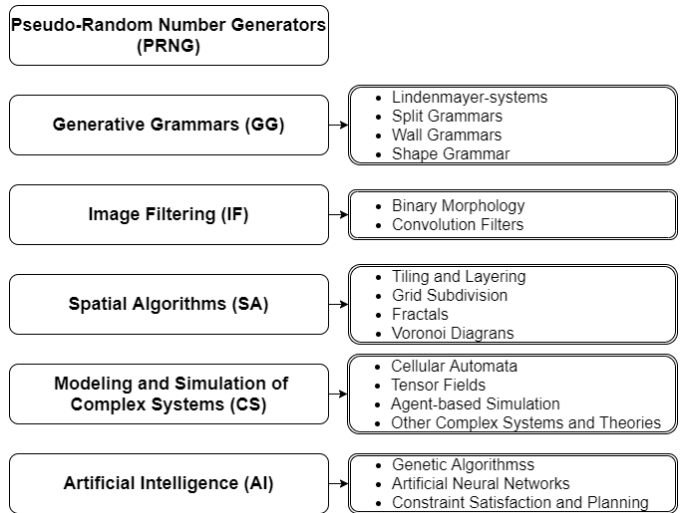 Pseudo-Random Number Generators
(PRNG)
Generative Grammars (GG)
Lindenmayer-systems
Split Grammars
Wall Grammars
Shape Grammar
Image Filtering (IF)
Binary Morphology
Convolution Filters
Spatial Algorithms (SA)
Tiling and Layering
Grid Subdivision
Fractals
Voronoi Diagrans
Modeling and Simulation of
Complex Systems (CS)
Cellular Automata
Tensor Fields
Agent-based Simulation
Other Complex Systems and Theories
Artificial Intelligence (AI)
Genetic Algorithmss
Artificial Neural Networks
Constraint Satisfaction and Planning